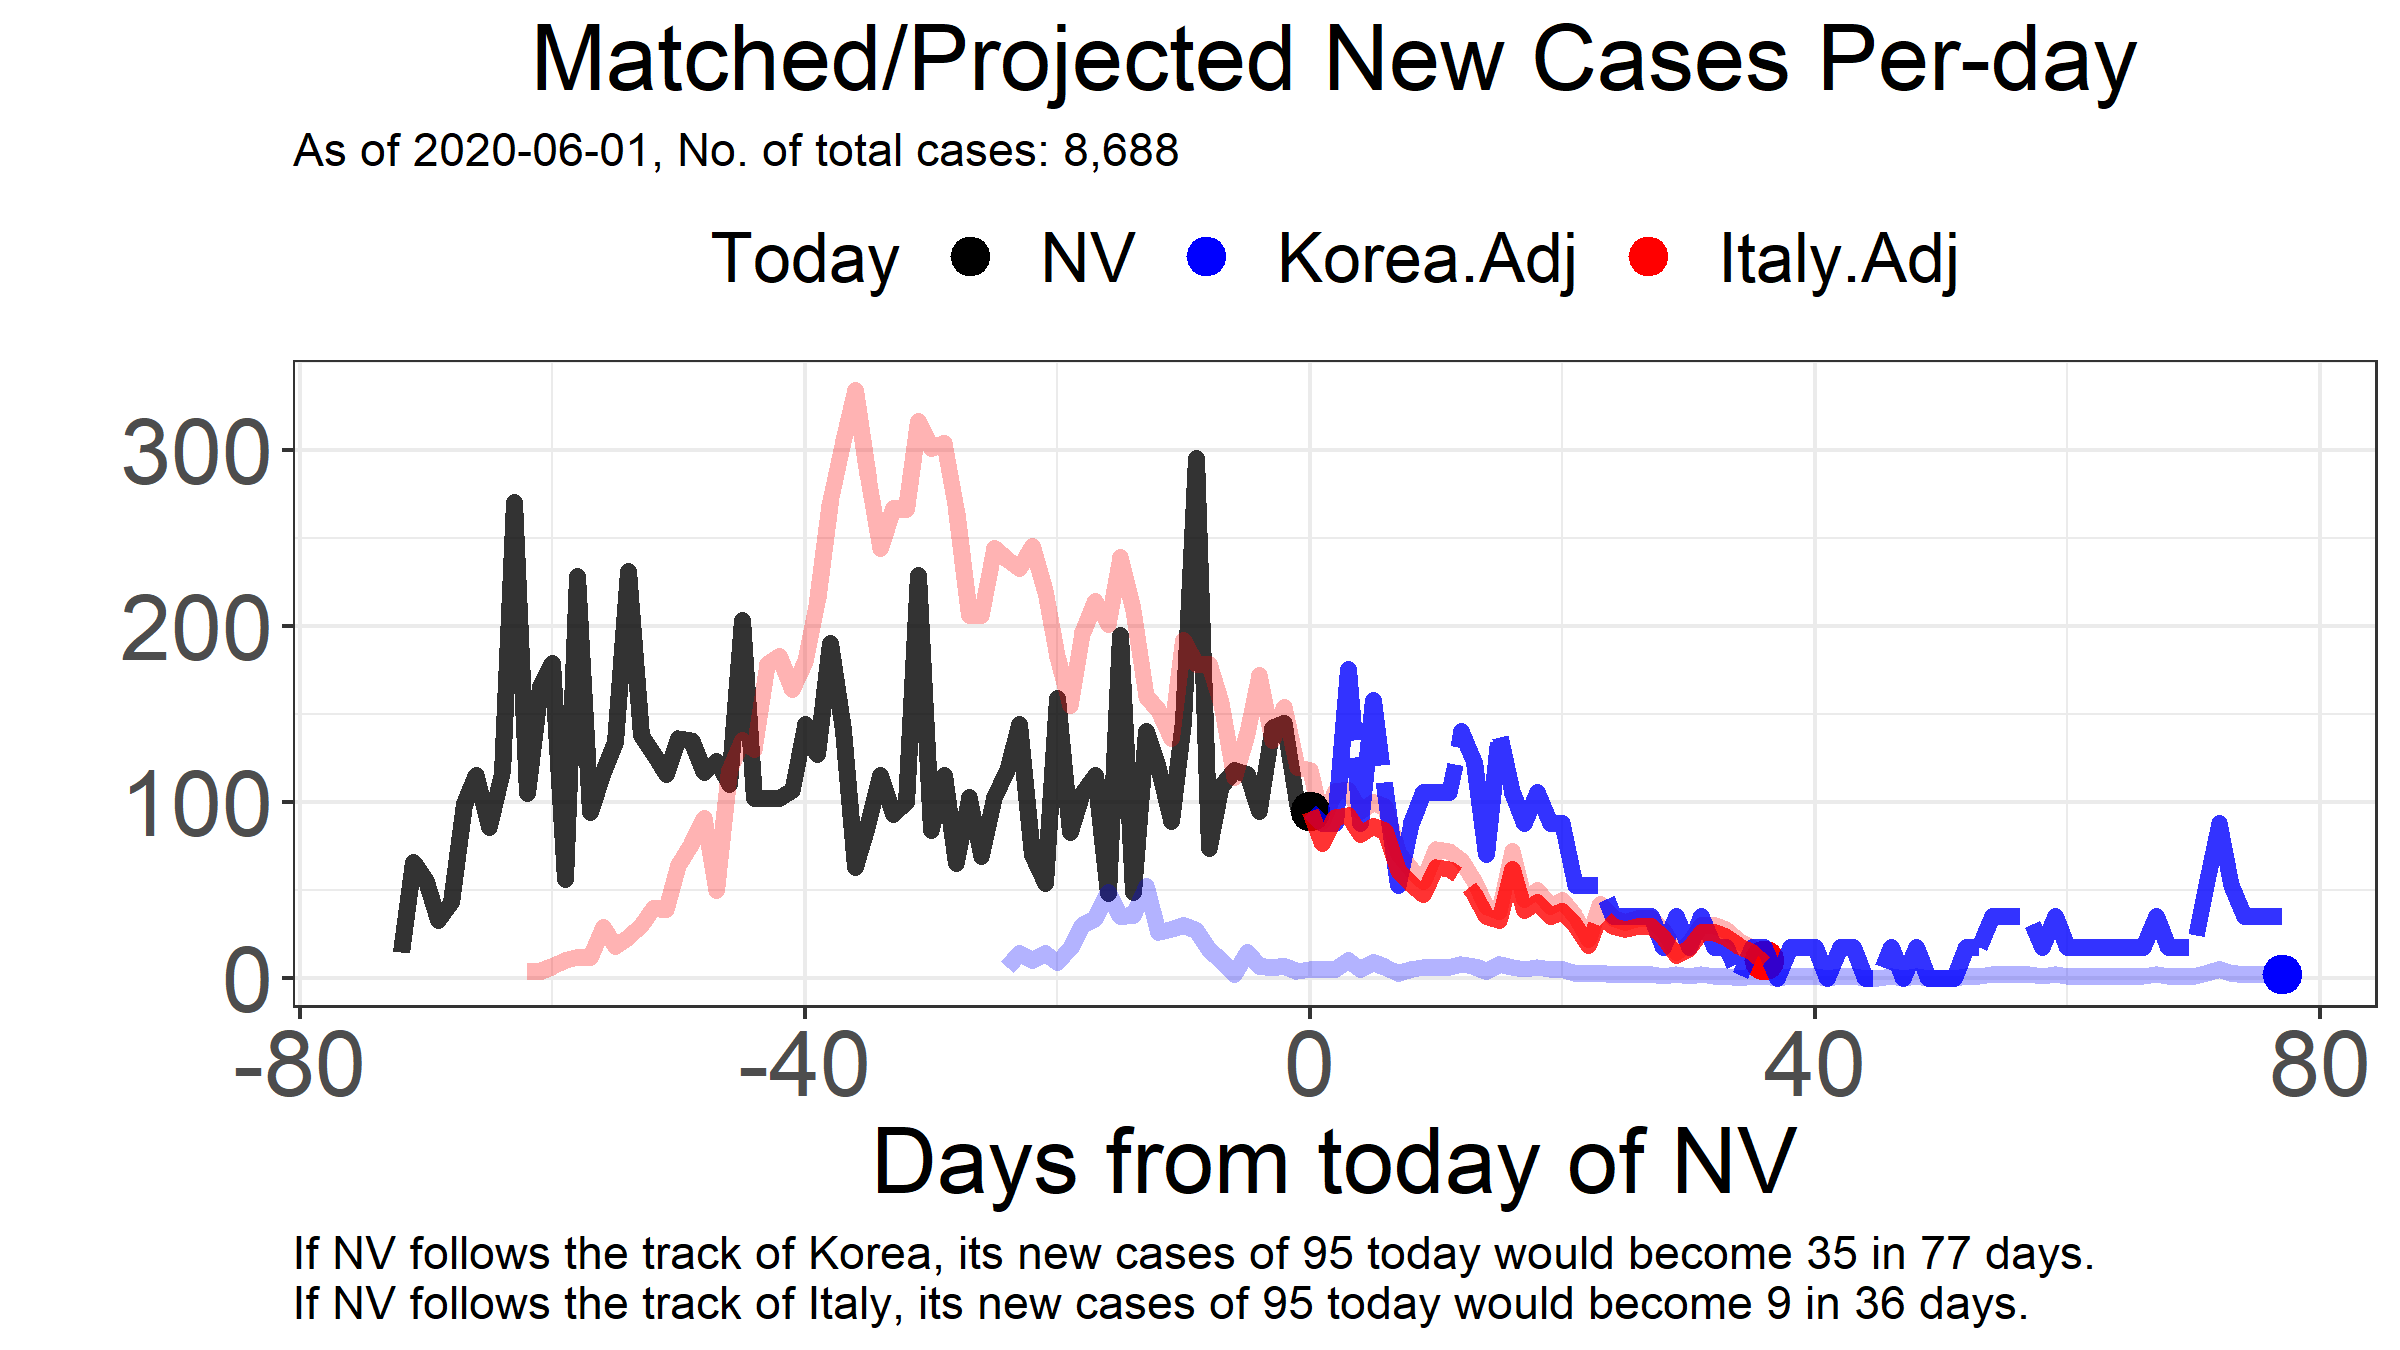 Matched/Projected New Cases Per-day
As of 2020-06-01, No. of total cases: 8,688
Today NV Korea.Adj Italy.Adj
300
200
100
0
-80 -40 0 40 80
Days from today of NV
If NV follows the track of Korea, its new cases of 95 today would become 35 in 77 days.
If NV follows the track of Italy, its new cases of 95 today would become 9 in 36 days.